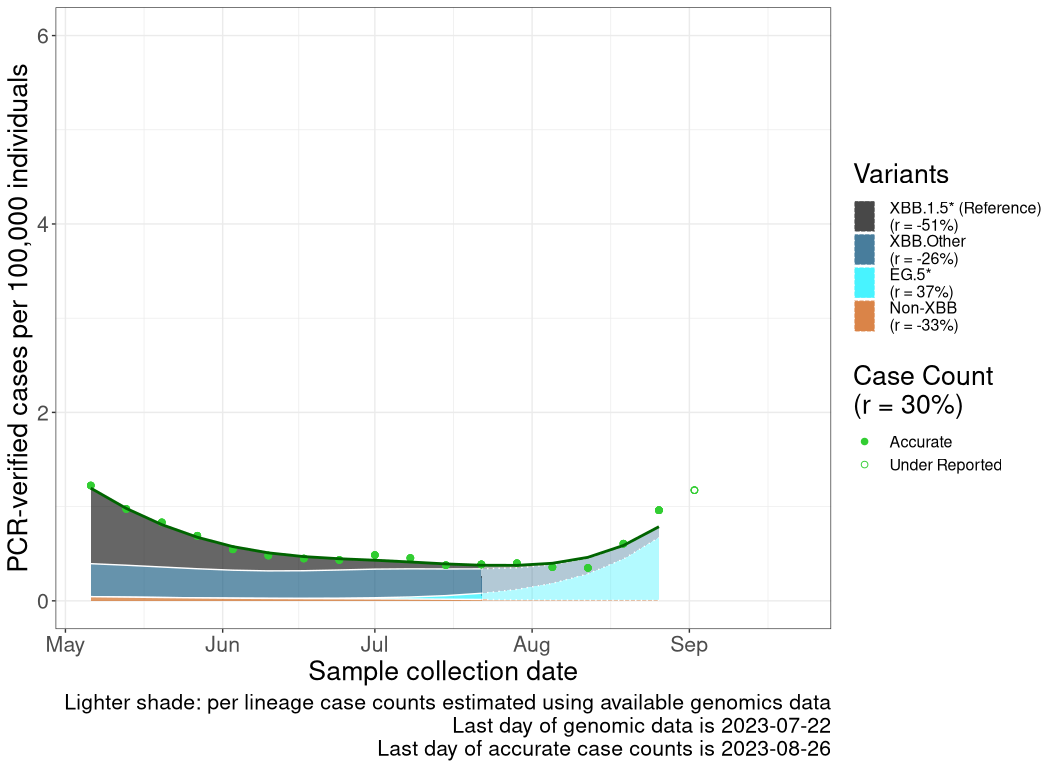 PCR-verified cases per 100,000 individuals
6
4
2
0
May
Jun
Jul
Aug
Sep
Sample collection date
Lighter shade: per lineage case counts estimated using available genomics data
Last day of genomic data is 2023-07-22
Last day of accurate case counts is 2023-08-26
Variants
XBB.1.5* (Reference)
(r = -51%)
XBB.Other
(r = -26%)
EG.5*
(r = 37%)
Non-XBB
(r = -33%)
Case Count
(r = 30%)
Accurate
Under Reported